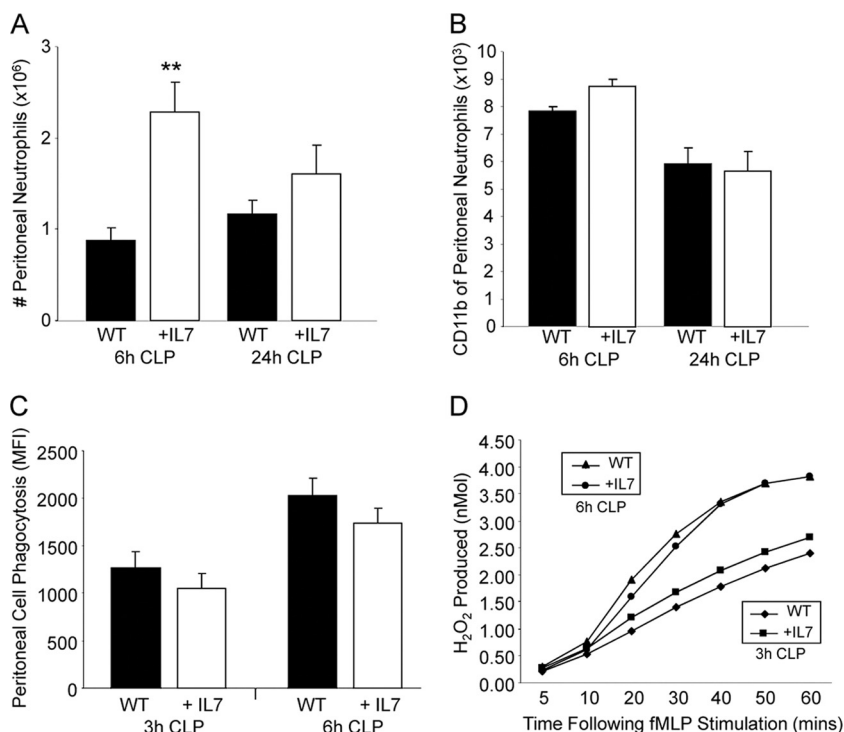 A
# Peritoneal Neutrophils (x10⁶)
3
2
1
0
**
WT +IL7 WT +IL7
6h CLP 24h CLP
B
CD11b of Peritoneal Neutrophils (x10³)
10
9
8
7
6
5
4
3
2
1
0
WT +IL7 WT +IL7
6h CLP 24h CLP
C
Peritoneal Cell Phagocytosis (MFI)
2500
2000
1500
1000
500
0
WT + IL7 WT + IL7
3h CLP 6h CLP
D
H₂O₂ Produced (nMol)
4.50
4.00
3.50
3.00
2.50
2.00
1.50
1.00
0.50
0.00
WT
+IL7
6h CLP
WT
+IL7
3h CLP
5 10 20 30 40 50 60
Time Following fMLP Stimulation (mins)